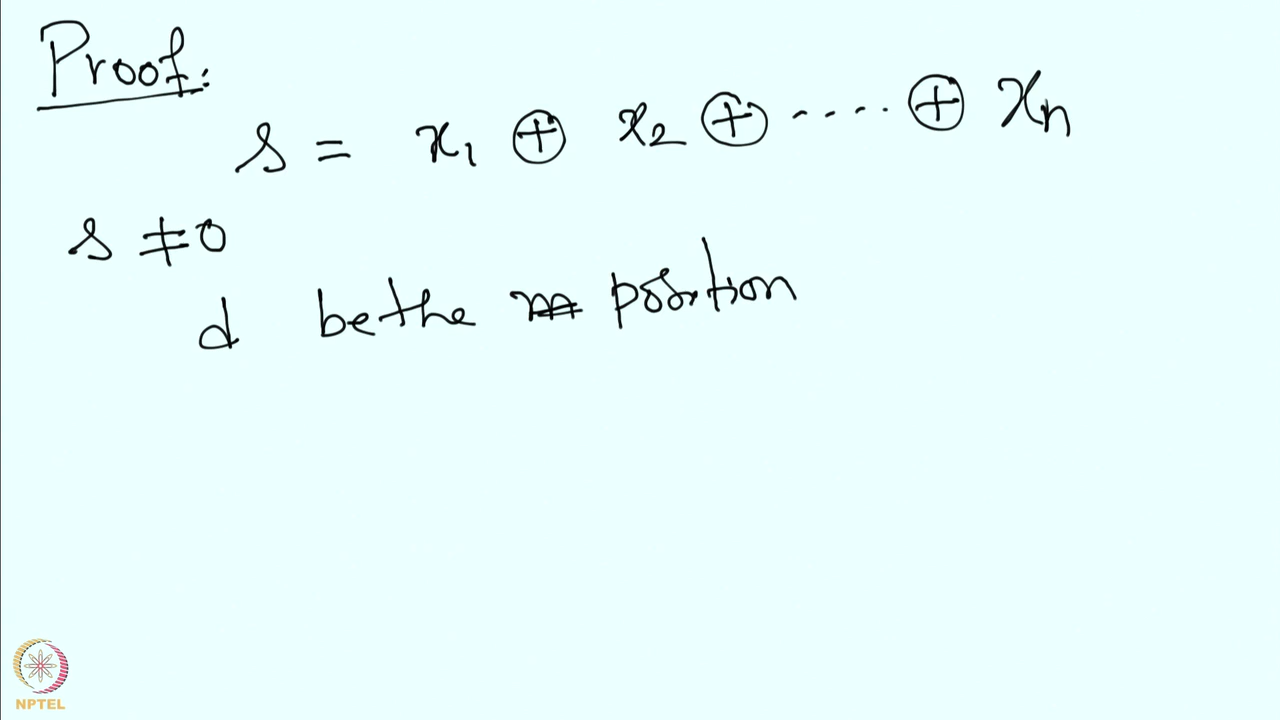 Proof:
s = x₁ ⊕ x₂ ⊕ ····⊕ xₙ
s ≠ 0
d be the position
NPTEL